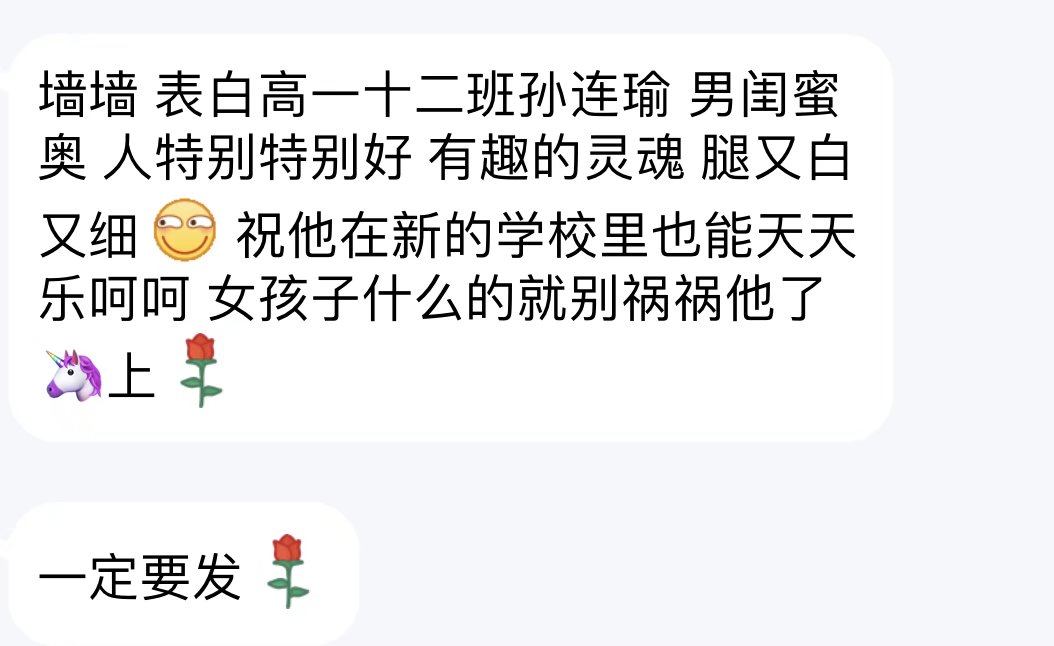 墙墙 表白高一十二班孙连瑜 男闺蜜
奥 人特别特别好 有趣的灵魂 腿又白
又细 祝他在新的学校里也能天天
乐呵呵 女孩子什么的就别祸祸他了
🦄上🌹
一定要发🌹